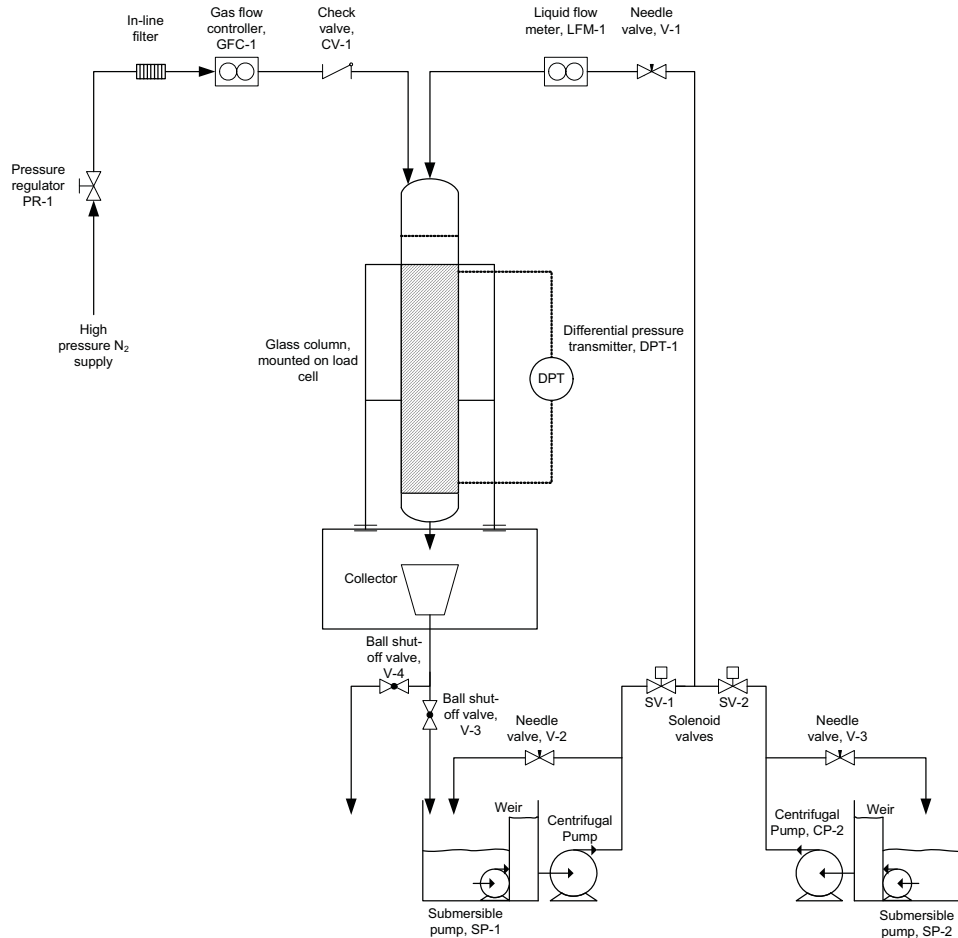 In-line
filter
Gas flow
controller,
GFC-1
Check
valve,
CV-1
Liquid flow
meter, LFM-1
Needle
valve, V-1
Pressure
regulator
PR-1
High
pressure N₂
supply
Glass column,
mounted on load
cell
Differential pressure
transmitter, DPT-1
DPT
Collector
Ball shut-
off valve,
V-4
Ball shut-
off valve,
V-3
Needle
valve, V-2
SV-1
SV-2
Solenoid
valves
Needle
valve, V-3
Weir
Centrifugal
Pump
Centrifugal
Pump, CP-2
Weir
Submersible
pump, SP-1
Submersible
pump, SP-2